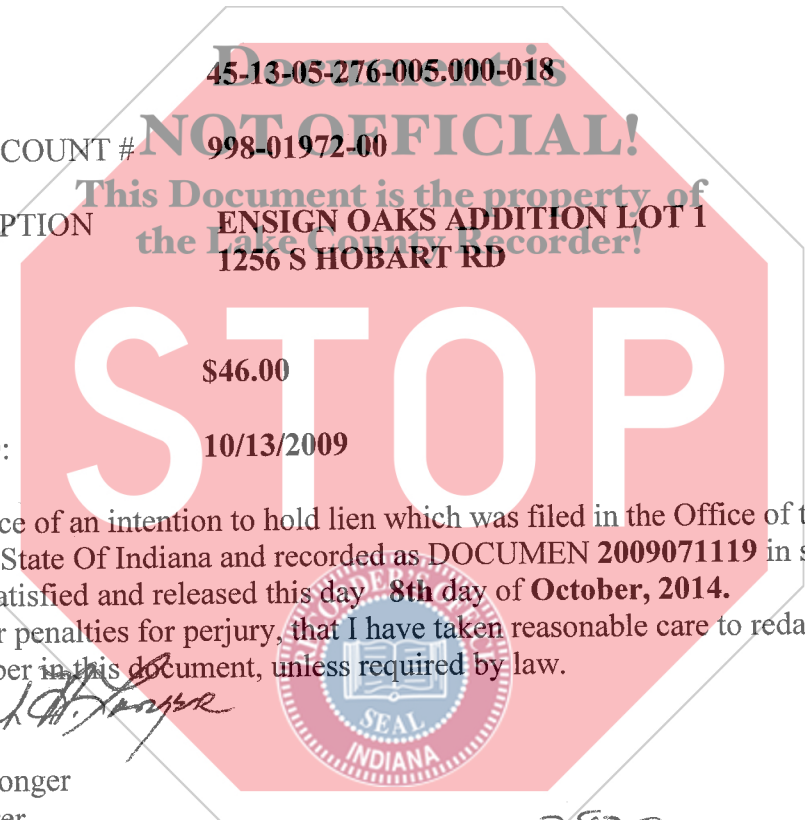 Document is
45-13-05-276-005.000-018
NOT OFFICIAL!
COUNT # 998-01972-00
This Document is the property of
PTION ENSIGN OAKS ADDITION LOT 1
the Lake County Recorder!
1256 S HOBART RD
STOP
$46.00
: 10/13/2009
ce of an intention to hold lien which was filed in the Office of t
State Of Indiana and recorded as DOCUMEN 2009071119 in s
atisfied and released this day 8th day of October, 2014.
r penalties for perjury, that I have taken reasonable care to reda
ber in this document, unless required by law.
SEAL
INDIANA
onger